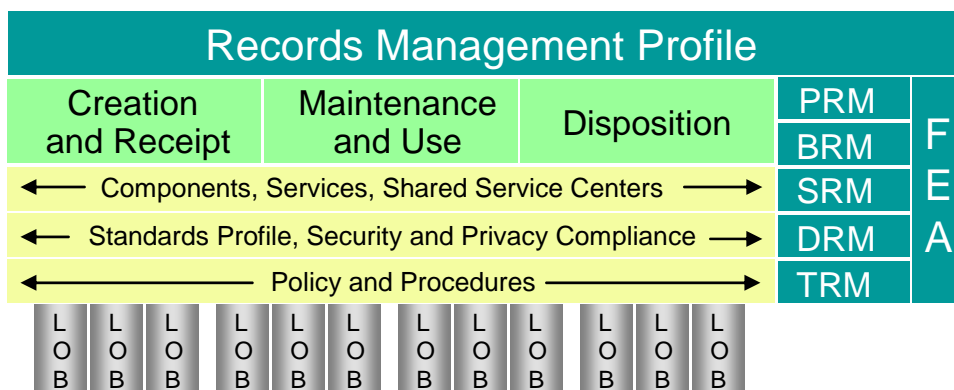 Records Management Profile
Creation
and Receipt
Maintenance
and Use
Disposition
PRM
BRM
Components, Services, Shared Service Centers
SRM
Standards Profile, Security and Privacy Compliance
DRM
Policy and Procedures
TRM
F
E
A
L
O
B
L
O
B
L
O
B
L
O
B
L
O
B
L
O
B
L
O
B
L
O
B
L
O
B
L
O
B
L
O
B
L
O
B